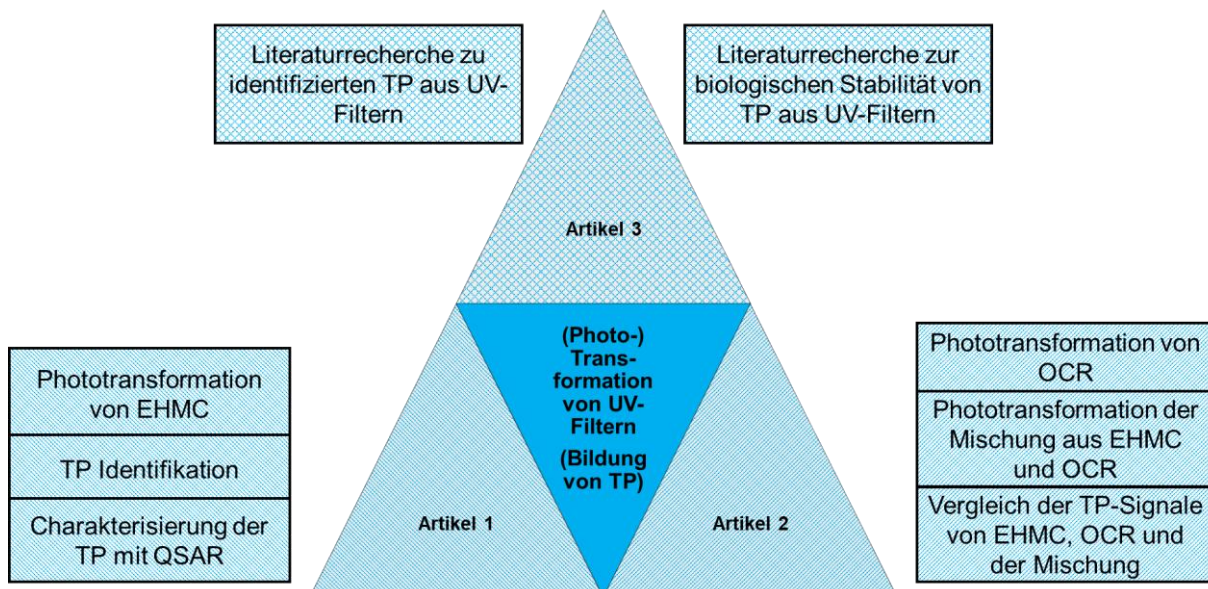 Literaturrecherche zu
identifizierten TP aus UV-
Filtern
Literaturrecherche zur
biologischen Stabilität von
TP aus UV-Filtern
Artikel 3
(Photo-)
Trans-
formation
von UV-
Filtern
(Bildung
von TP)
Phototransformation
von EHMC
TP Identifikation
Charakterisierung der
TP mit QSAR
Artikel 1
Artikel 2
Phototransformation von
OCR
Phototransformation der
Mischung aus EHMC
und OCR
Vergleich der TP-Signale
von EHMC, OCR und
der Mischung